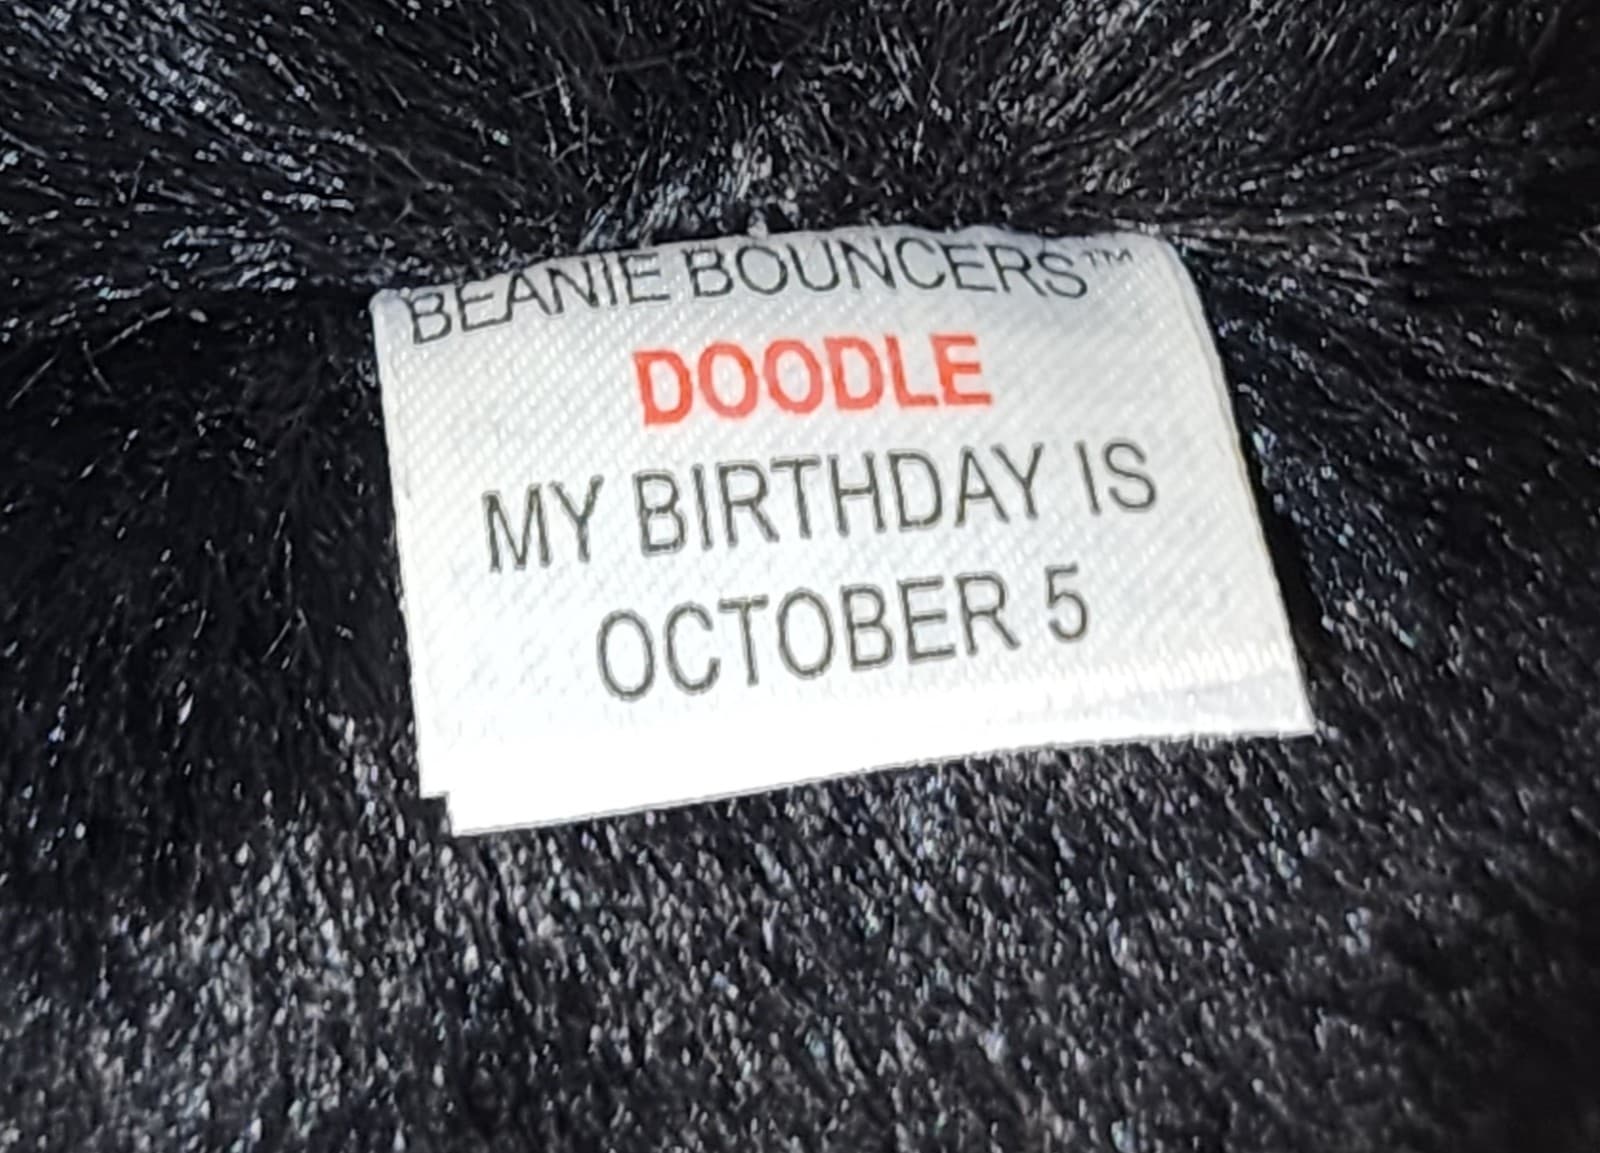 BEANIE BOUNCERS™
DOODLE
MY BIRTHDAY IS
OCTOBER 5